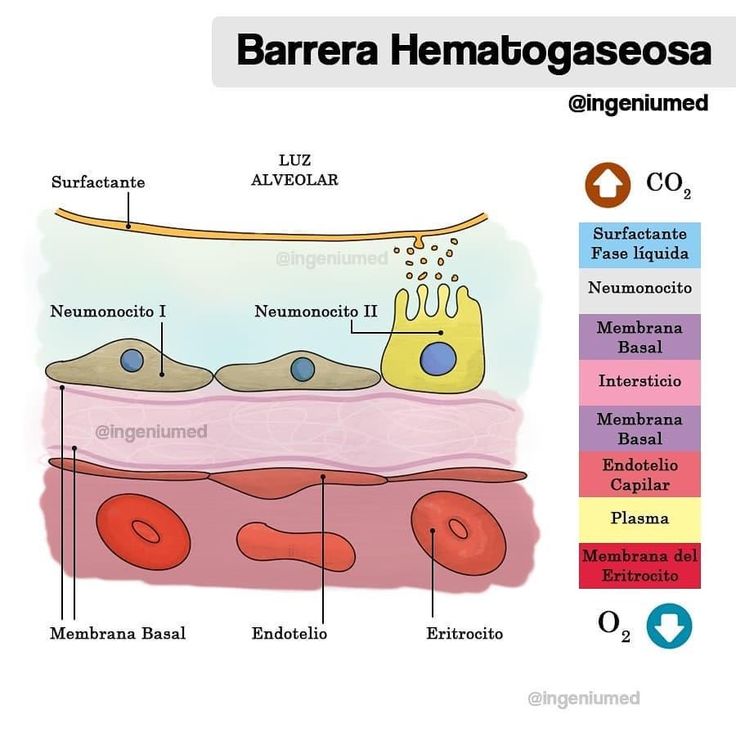 Barrera Hematogaseosa
@ingeniumed
LUZ
ALVEOLAR
Surfactante
@ingeniumed
Neumonocito I
Neumonocito II
@ingeniumed
Membrana Basal
Endotelio
Eritrocito
CO₂
Surfactante
Fase líquida
Neumonocito
Membrana
Basal
Intersticio
Membrana
Basal
Endotelio
Capilar
Plasma
Membrana del
Eritrocito
O₂
@ingeniumed